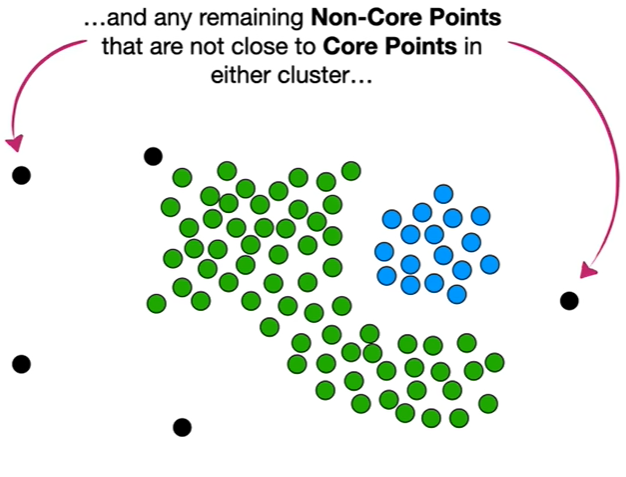 ...and any remaining Non-Core Points
that are not close to Core Points in
either cluster...